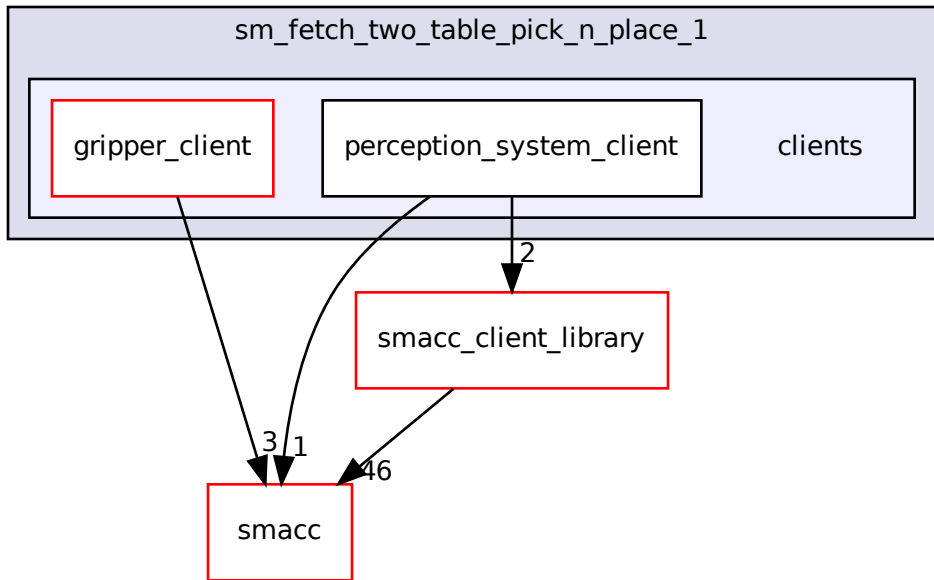 sm_fetch_two_table_pick_n_place_1
gripper_client
perception_system_client
clients
2
smacc_client_library
3
1
46
smacc